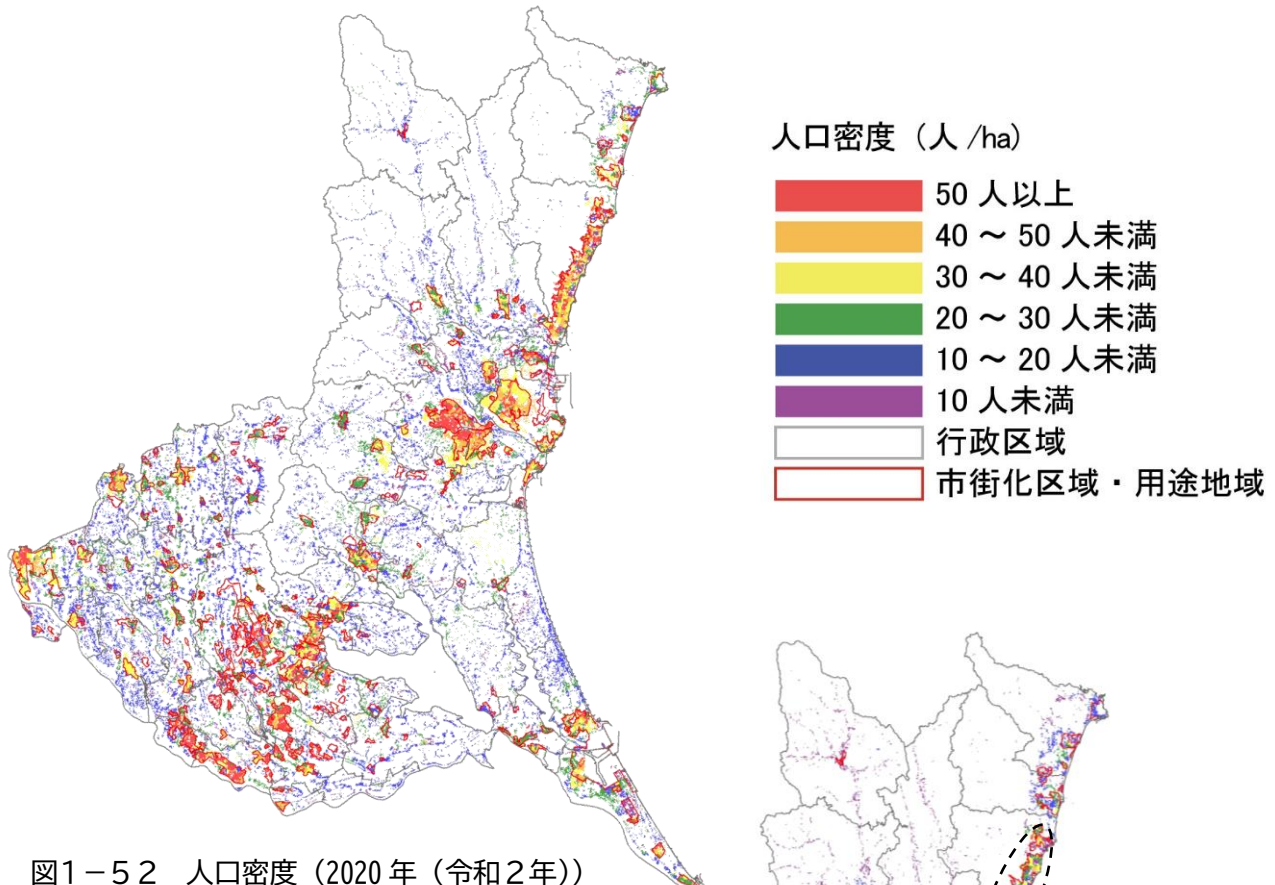 人口密度（人/ha）
50 人以上
40 ～ 50 人未満
30 ～ 40 人未満
20 ～ 30 人未満
10 ～ 20 人未満
10 人未満
行政区域
市街化区域・用途地域
図1－５２　人口密度（2020 年（令和２年））